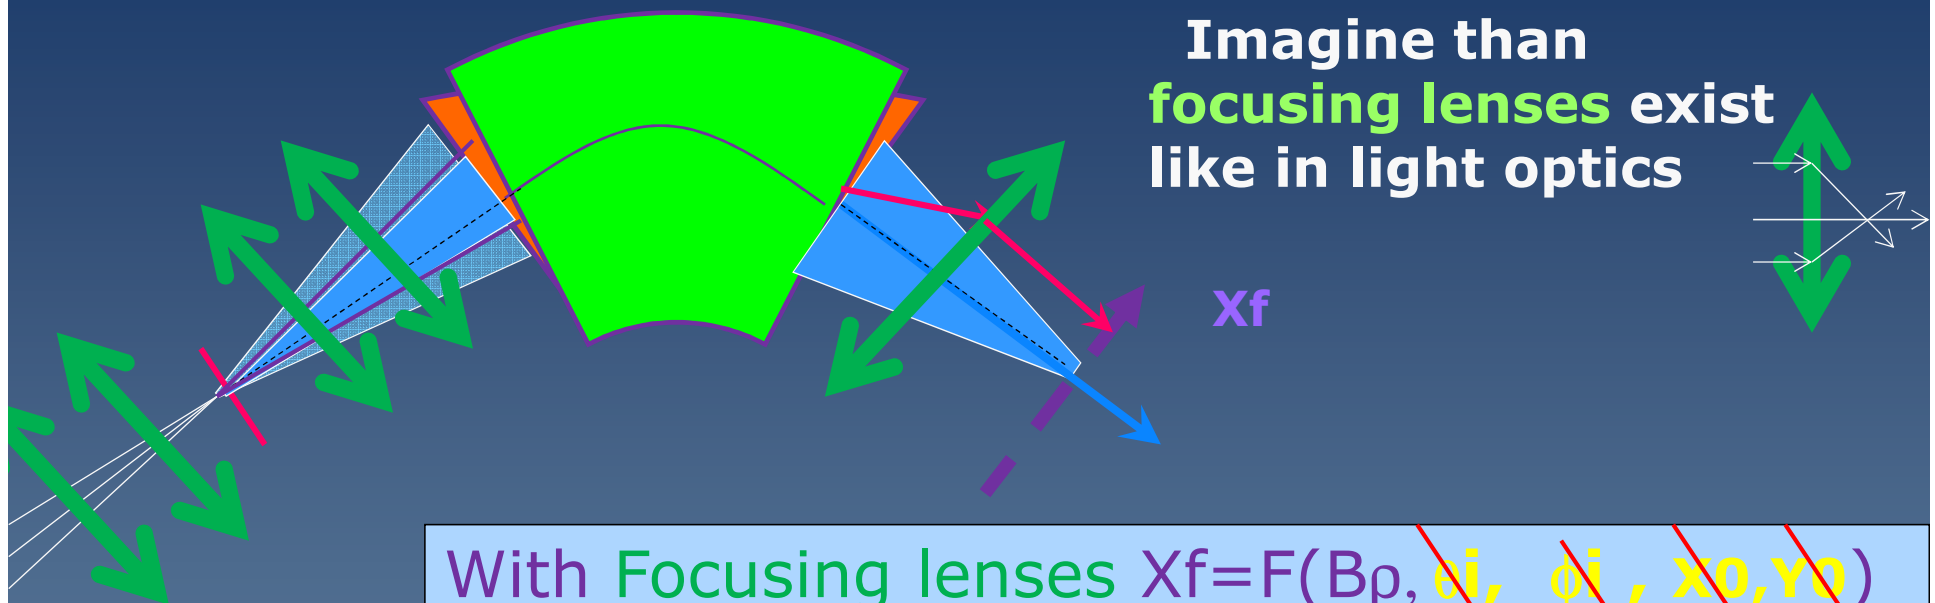 Imagine than
focusing lenses exist
like in light optics
Xf
With Focusing lenses Xf=F(Bρ, θi, ϕi , X0,Y0)